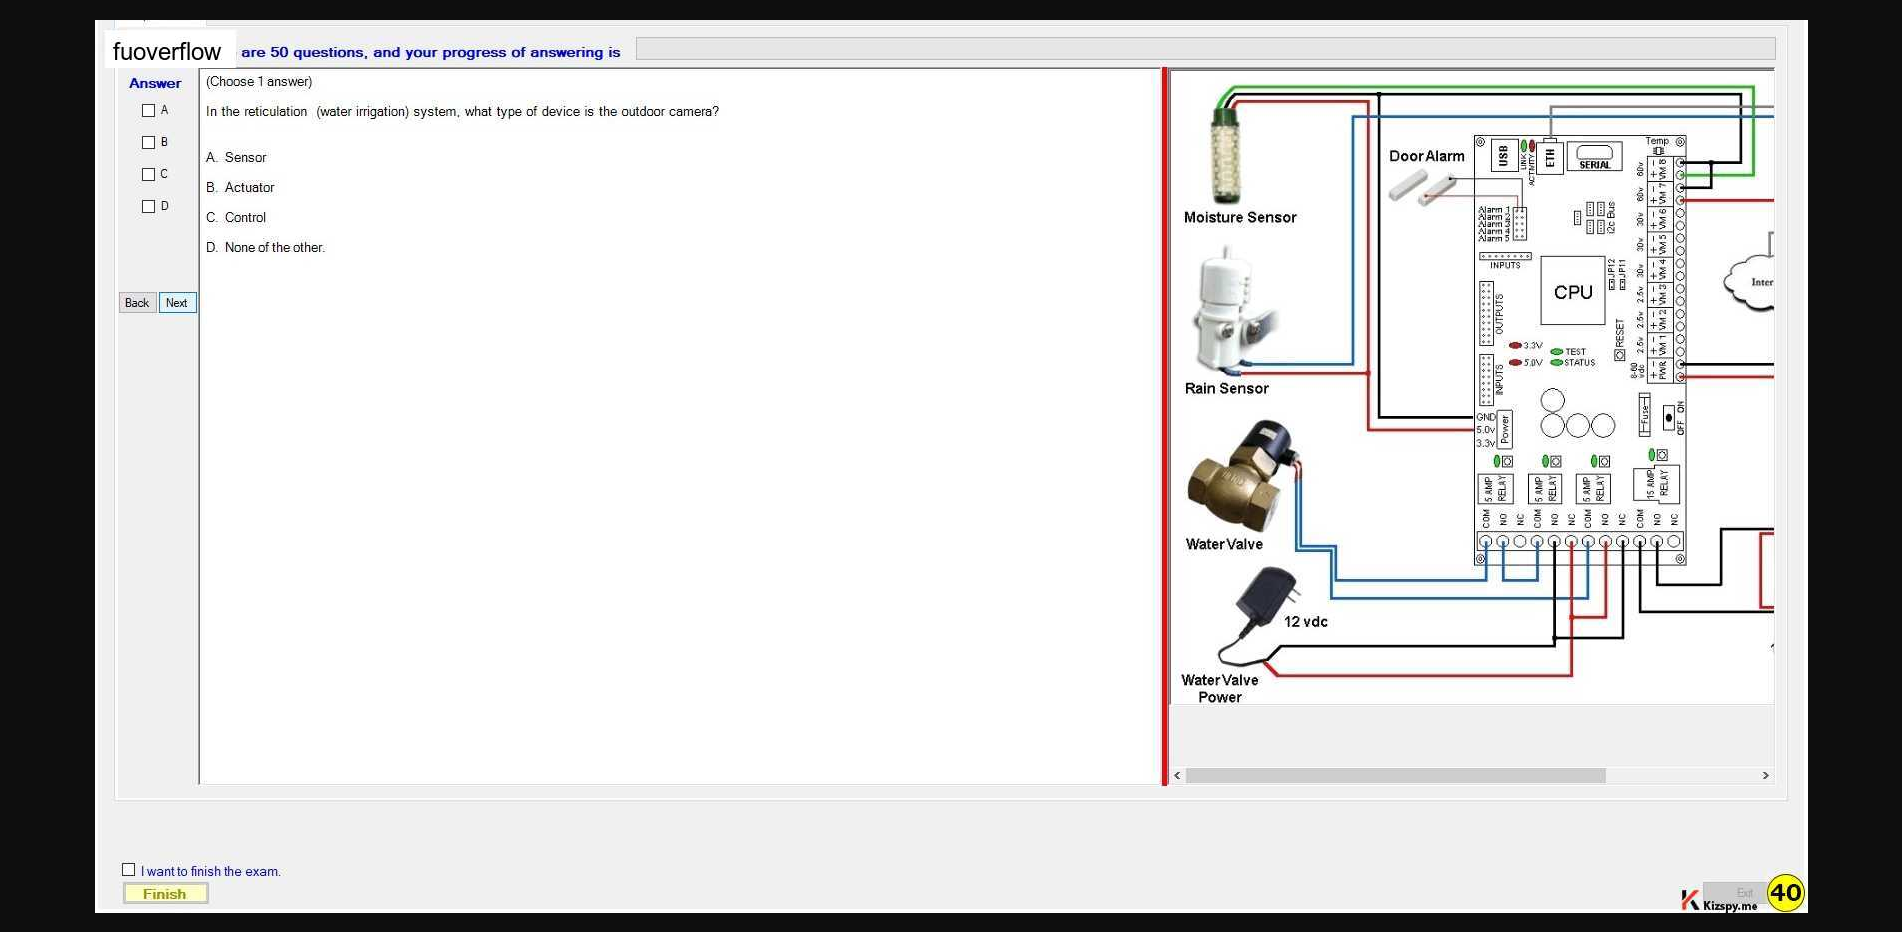 fuoverflow are 50 questions, and your progress of answering is
Answer
A
B
C
D
Back Next
(Choose 1 answer)
In the reticulation (water irrigation) system, what type of device is the outdoor camera?
A. Sensor
B. Actuator
C. Control
D. None of the other.
Moisture Sensor
Rain Sensor
Water Valve
12 vdc
Water Valve
Power
Door Alarm
USB
LINK
ACTIVITY
ETH
SERIAL
Temp
Alarm 1
Alarm 2
Alarm 3
Alarm 4
Alarm 5
i2c Bus
INPUTS
CPU
JP12
JP11
OUTPUTS
RESET
3.3V
TEST
5.0V
STATUS
INPUTS
60v - + VM 8
60v - + VM 7
30v - + VM 6
30v - + VM 5
30v - + VM 4
2.5v - + VM 3
2.5v - + VM 2
2.5v - + VM 1
8-60 vdc - + PWR
GND
5.0v
3.3v
Power
Fuse
ON
OFF
5 AMP RELAY
5 AMP RELAY
5 AMP RELAY
15 AMP RELAY
COM NO NC COM NO NC COM NO NC COM NO NC
Inter
I want to finish the exam.
Finish
Exit
Kizspy.me
40